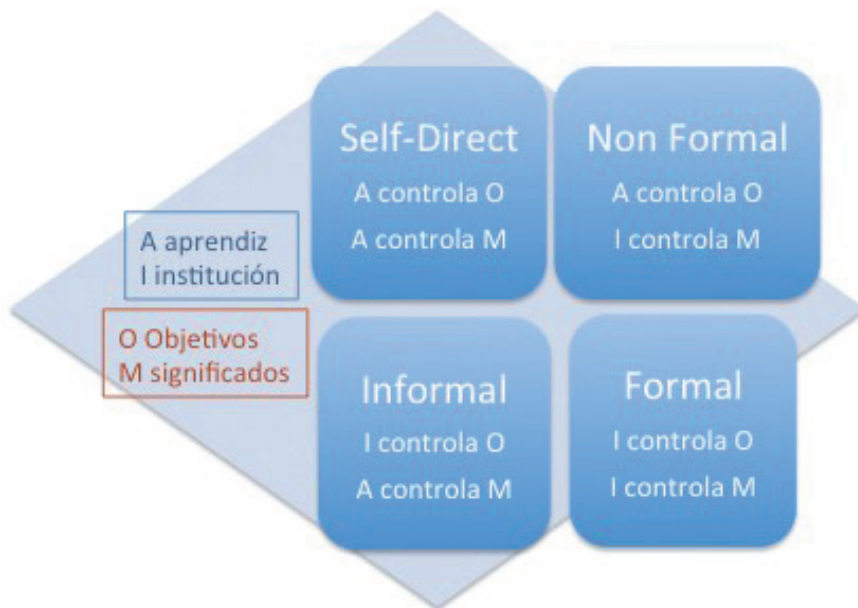 Self-Direct
A controla O
A controla M
Non Formal
A controla O
I controla M
A aprendiz
I institución
O Objetivos
M significados
Informal
I controla O
A controla M
Formal
I controla O
I controla M